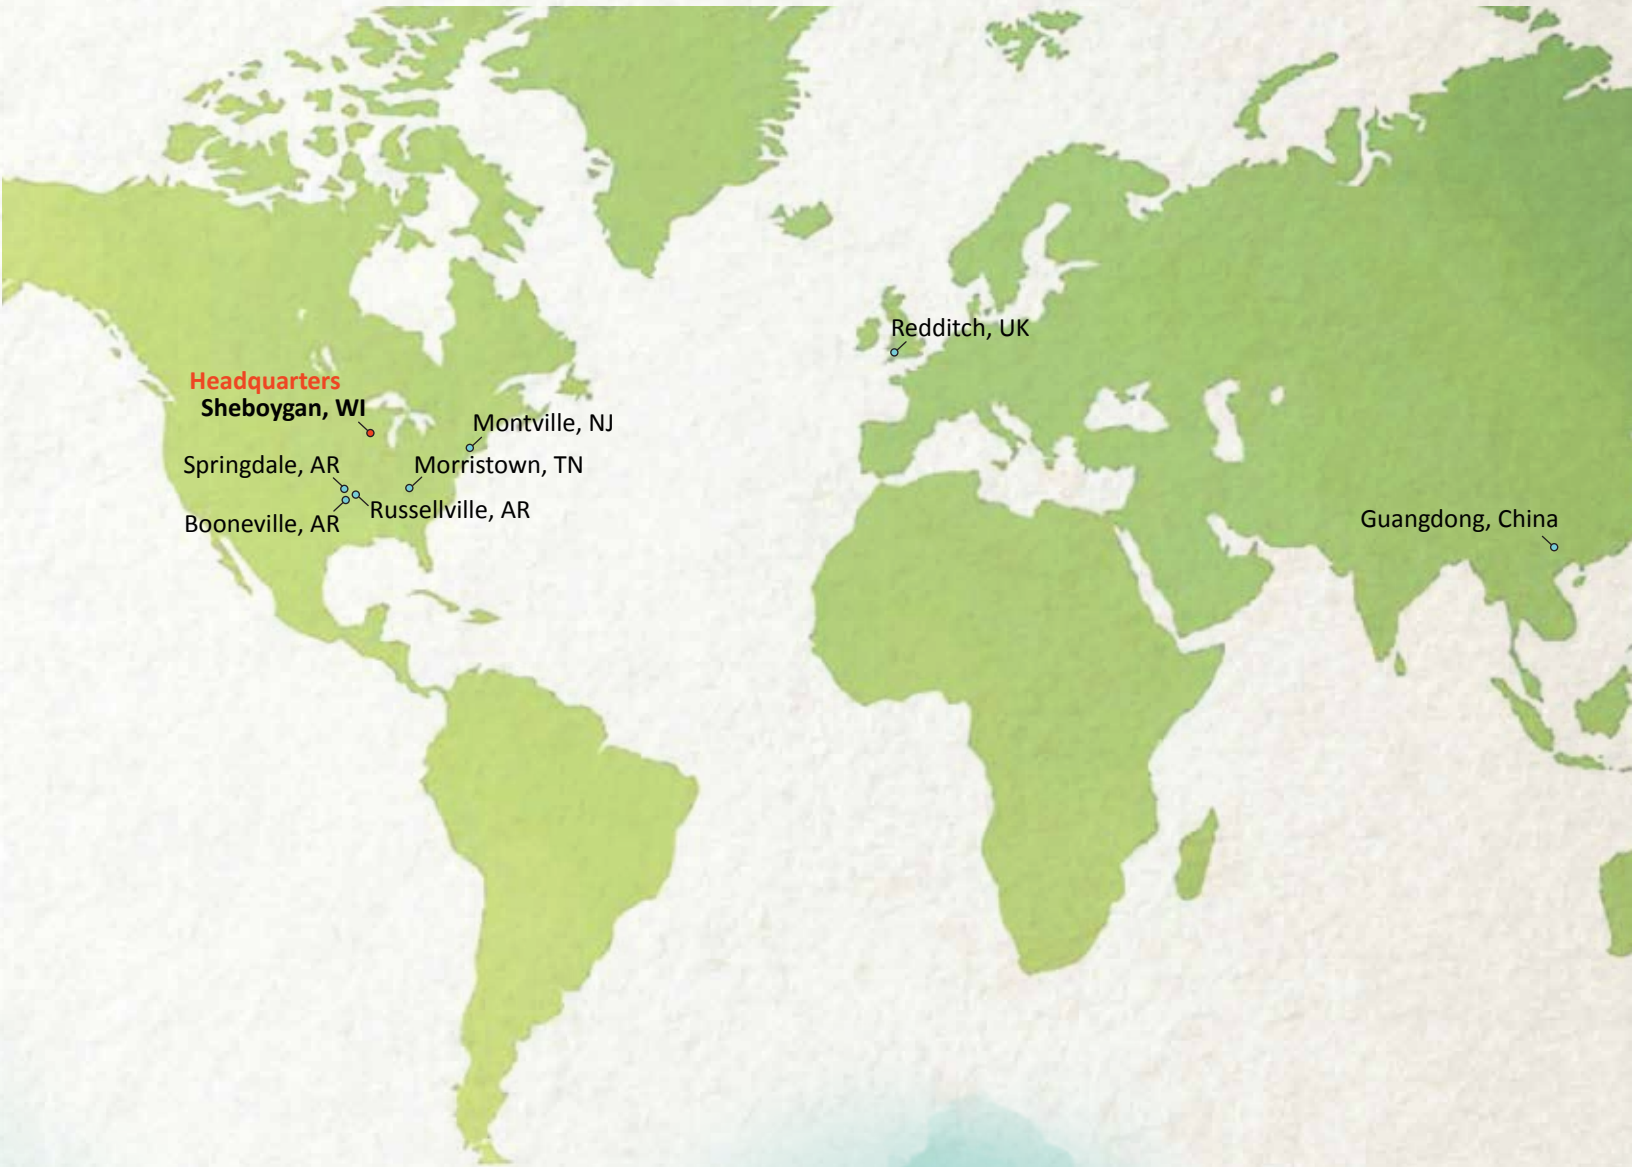 Redditch, UK
Headquarters
Sheboygan, WI
Montville, NJ
Springdale, AR
Morristown, TN
Russellville, AR
Booneville, AR
Guangdong, China